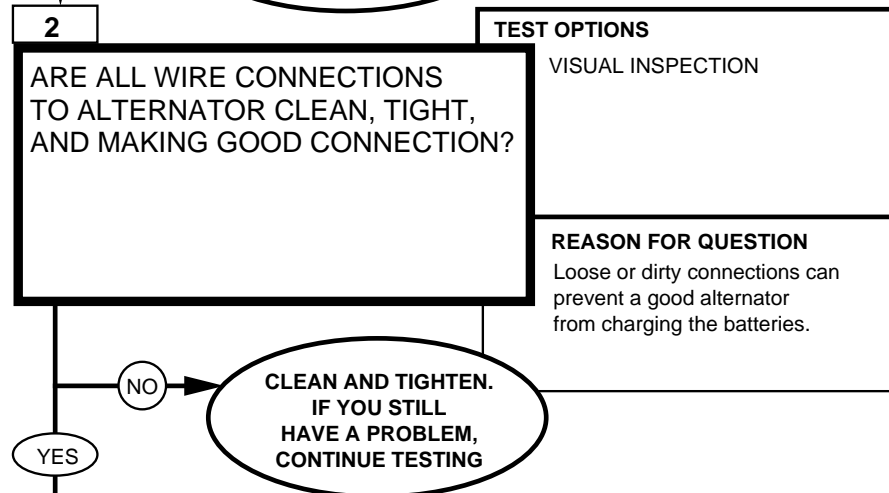 2
ARE ALL WIRE CONNECTIONS
TO ALTERNATOR CLEAN, TIGHT,
AND MAKING GOOD CONNECTION?
TEST OPTIONS
VISUAL INSPECTION
REASON FOR QUESTION
Loose or dirty connections can
prevent a good alternator
from charging the batteries.
NO
CLEAN AND TIGHTEN.
IF YOU STILL
HAVE A PROBLEM,
CONTINUE TESTING
YES